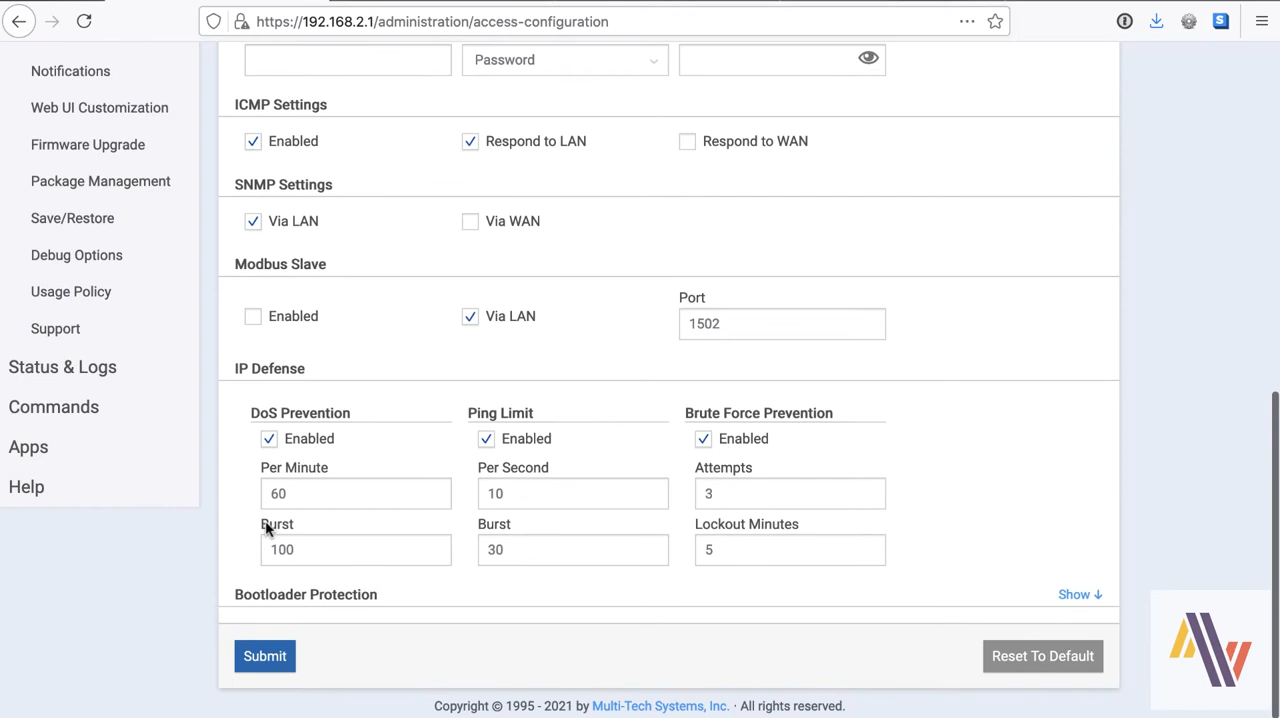 https://192.168.2.1/administration/access-configuration
Notifications
Web UI Customization
Firmware Upgrade
Package Management
Save/Restore
Debug Options
Usage Policy
Support
Status & Logs
Commands
Apps
Help
Password
ICMP Settings
Enabled Respond to LAN Respond to WAN
SNMP Settings
Via LAN Via WAN
Modbus Slave
Port
Enabled Via LAN 1502
IP Defense
DoS Prevention Ping Limit Brute Force Prevention
Enabled Enabled Enabled
Per Minute Per Second Attempts
60 10 3
Burst Burst Lockout Minutes
100 30 5
Bootloader Protection Show ↓
Submit Reset To Default
Copyright © 1995 - 2021 by Multi-Tech Systems, Inc. · All rights reserved.